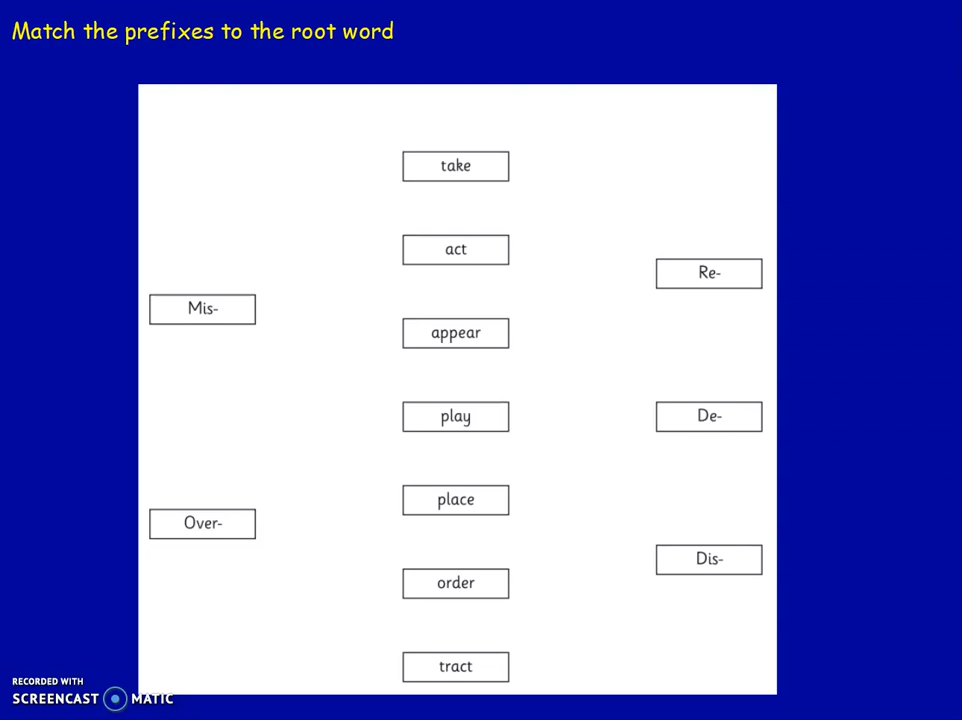 Match the prefixes to the root word
take
act
Re-
Mis-
appear
play
De-
place
Over-
Dis-
order
tract
RECORDED WITH
SCREENCAST MATIC